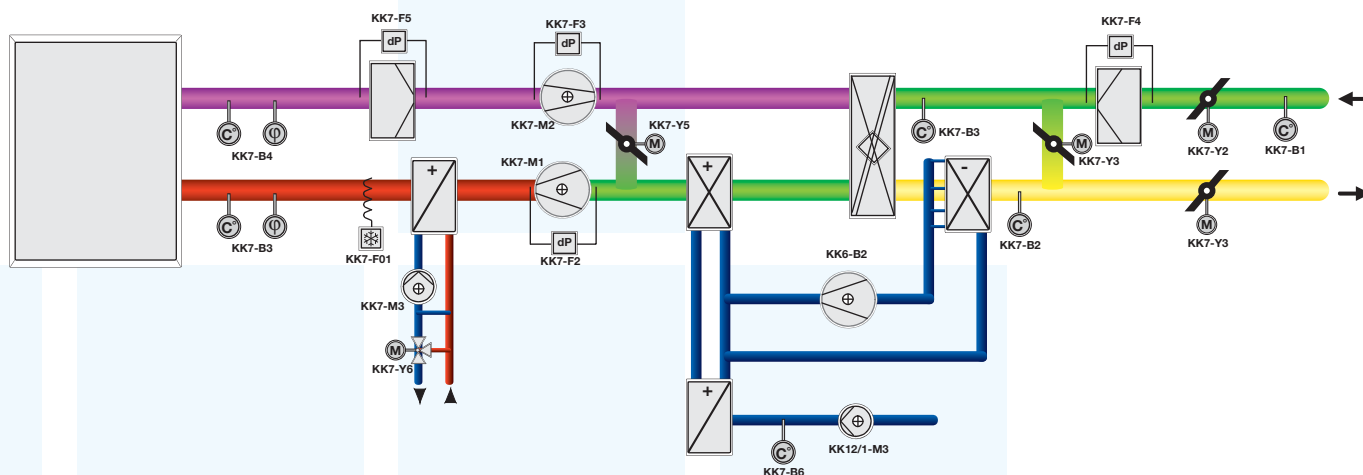 KK7-F5
KK7-F3
KK7-F4
dP
dP
dP
C°
φ
KK7-B4
KK7-M2
M
KK7-Y5
C°
KK7-B3
M
KK7-Y3
M
KK7-Y2
C°
KK7-B1
+
KK7-M1
+
-
C°
φ
KK7-B3
KK7-F01
dP
KK7-F2
C°
KK7-B2
M
KK7-Y3
KK6-B2
KK7-M3
M
KK7-Y6
+
C°
KK7-B6
KK12/1-M3